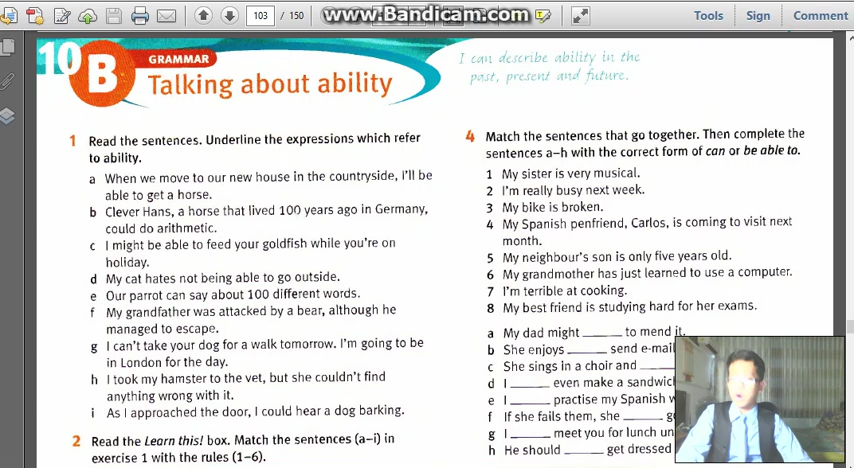 103 / 150
www.Bandicam.com
Tools
Sign
Comment
10B
GRAMMAR
Talking about ability
I can describe ability in the
past, present and future.
1 Read the sentences. Underline the expressions which refer
to ability.
a When we move to our new house in the countryside, I'll be
able to get a horse.
b Clever Hans, a horse that lived 100 years ago in Germany,
could do arithmetic.
c I might be able to feed your goldfish while you're on
holiday.
d My cat hates not being able to go outside.
e Our parrot can say about 100 different words.
f My grandfather was attacked by a bear, although he
managed to escape.
g I can't take your dog for a walk tomorrow. I'm going to be
in London for the day.
h I took my hamster to the vet, but she couldn't find
anything wrong with it.
i As I approached the door, I could hear a dog barking.
2 Read the Learn this! box. Match the sentences (a–i) in
exercise 1 with the rules (1–6).
4 Match the sentences that go together. Then complete the
sentences a–h with the correct form of can or be able to.
1 My sister is very musical.
2 I'm really busy next week.
3 My bike is broken.
4 My Spanish penfriend, Carlos, is coming to visit next
month.
5 My neighbour's son is only five years old.
6 My grandmother has just learned to use a computer.
7 I'm terrible at cooking.
8 My best friend is studying hard for her exams.
a My dad might ______ to mend it.
b She enjoys ______ send e-mail
c She sings in a choir and ______
d I ______ even make a sandwich
e I ______ practise my Spanish
f If she fails them, she ______
g I ______ meet you for lunch
h He should ______ get dressed